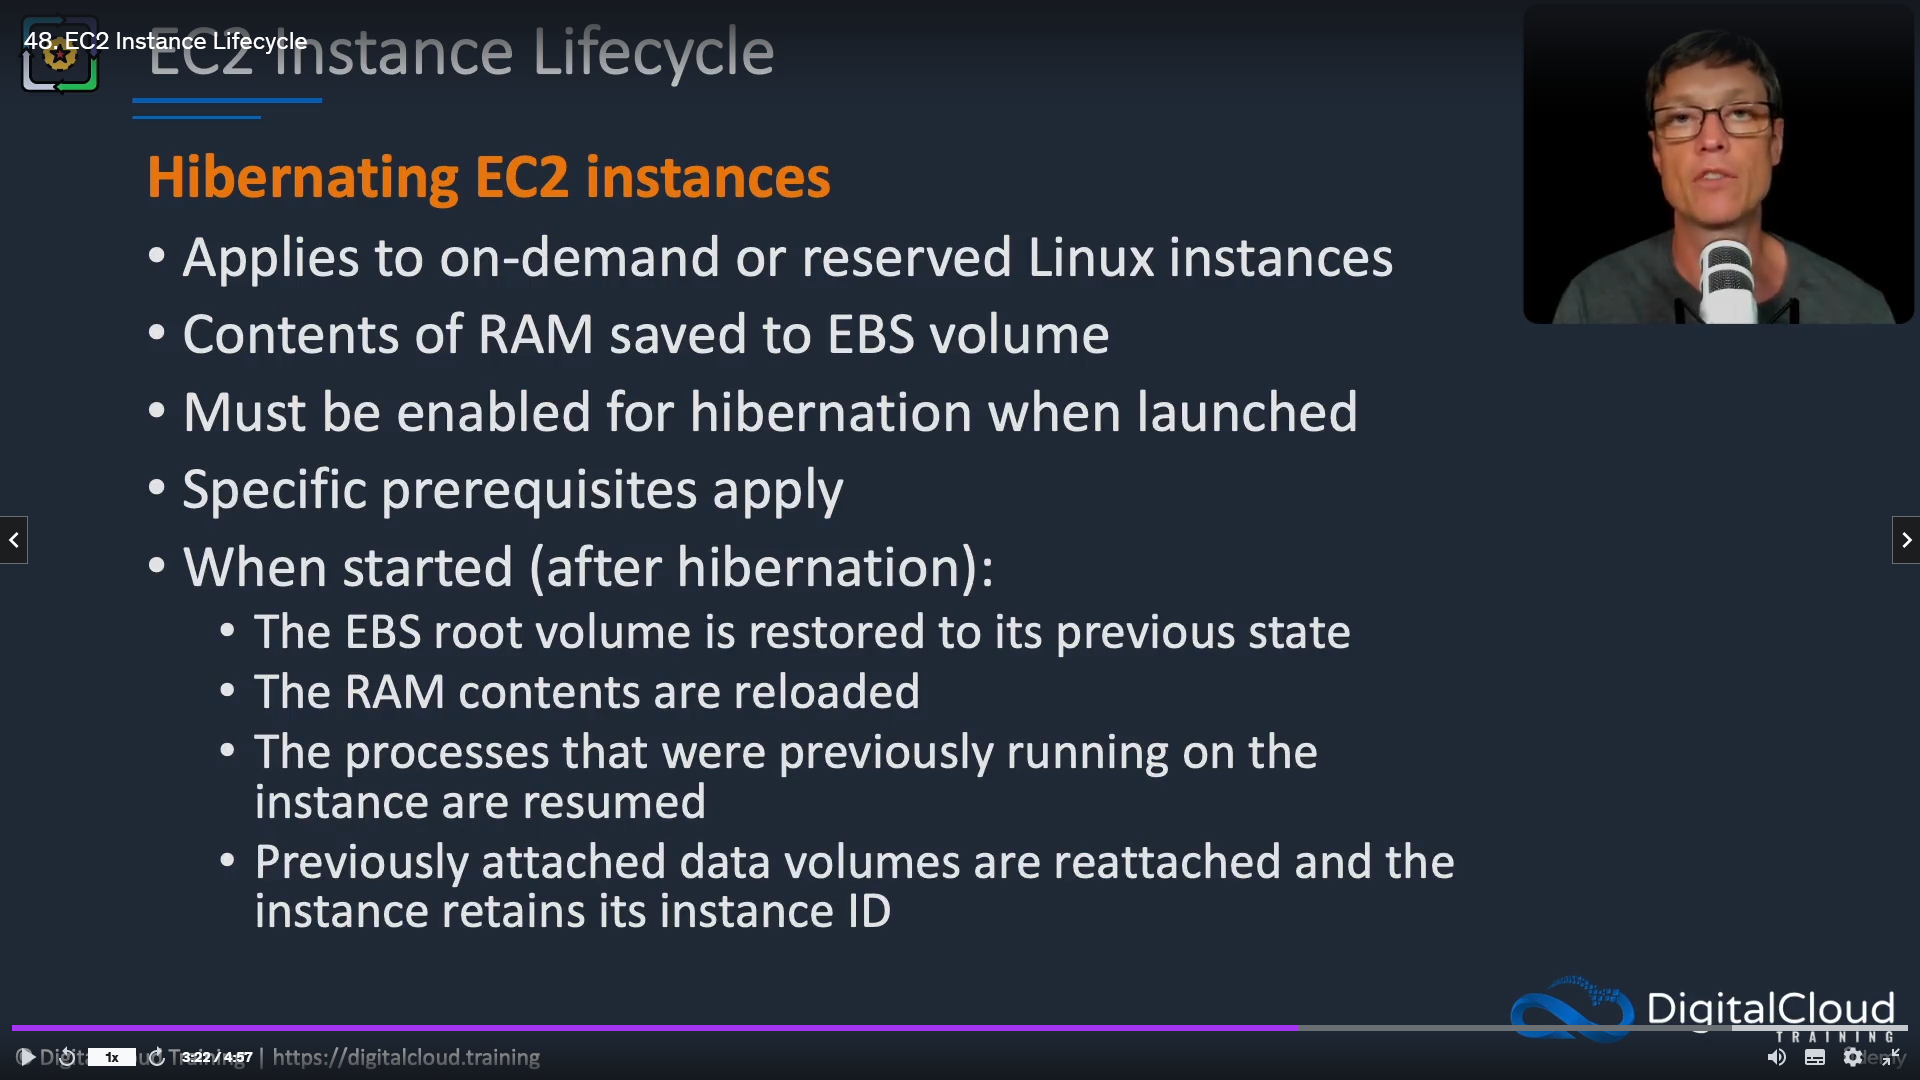 48. EC2 Instance Lifecycle
EC2 Instance Lifecycle
Hibernating EC2 instances
• Applies to on-demand or reserved Linux instances
• Contents of RAM saved to EBS volume
• Must be enabled for hibernation when launched
• Specific prerequisites apply
• When started (after hibernation):
• The EBS root volume is restored to its previous state
• The RAM contents are reloaded
• The processes that were previously running on the
instance are resumed
• Previously attached data volumes are reattached and the
instance retains its instance ID
DigitalCloud
TRAINING
© Digital Cloud Training | https://digitalcloud.training
1x
3:22 / 4:57
Udemy